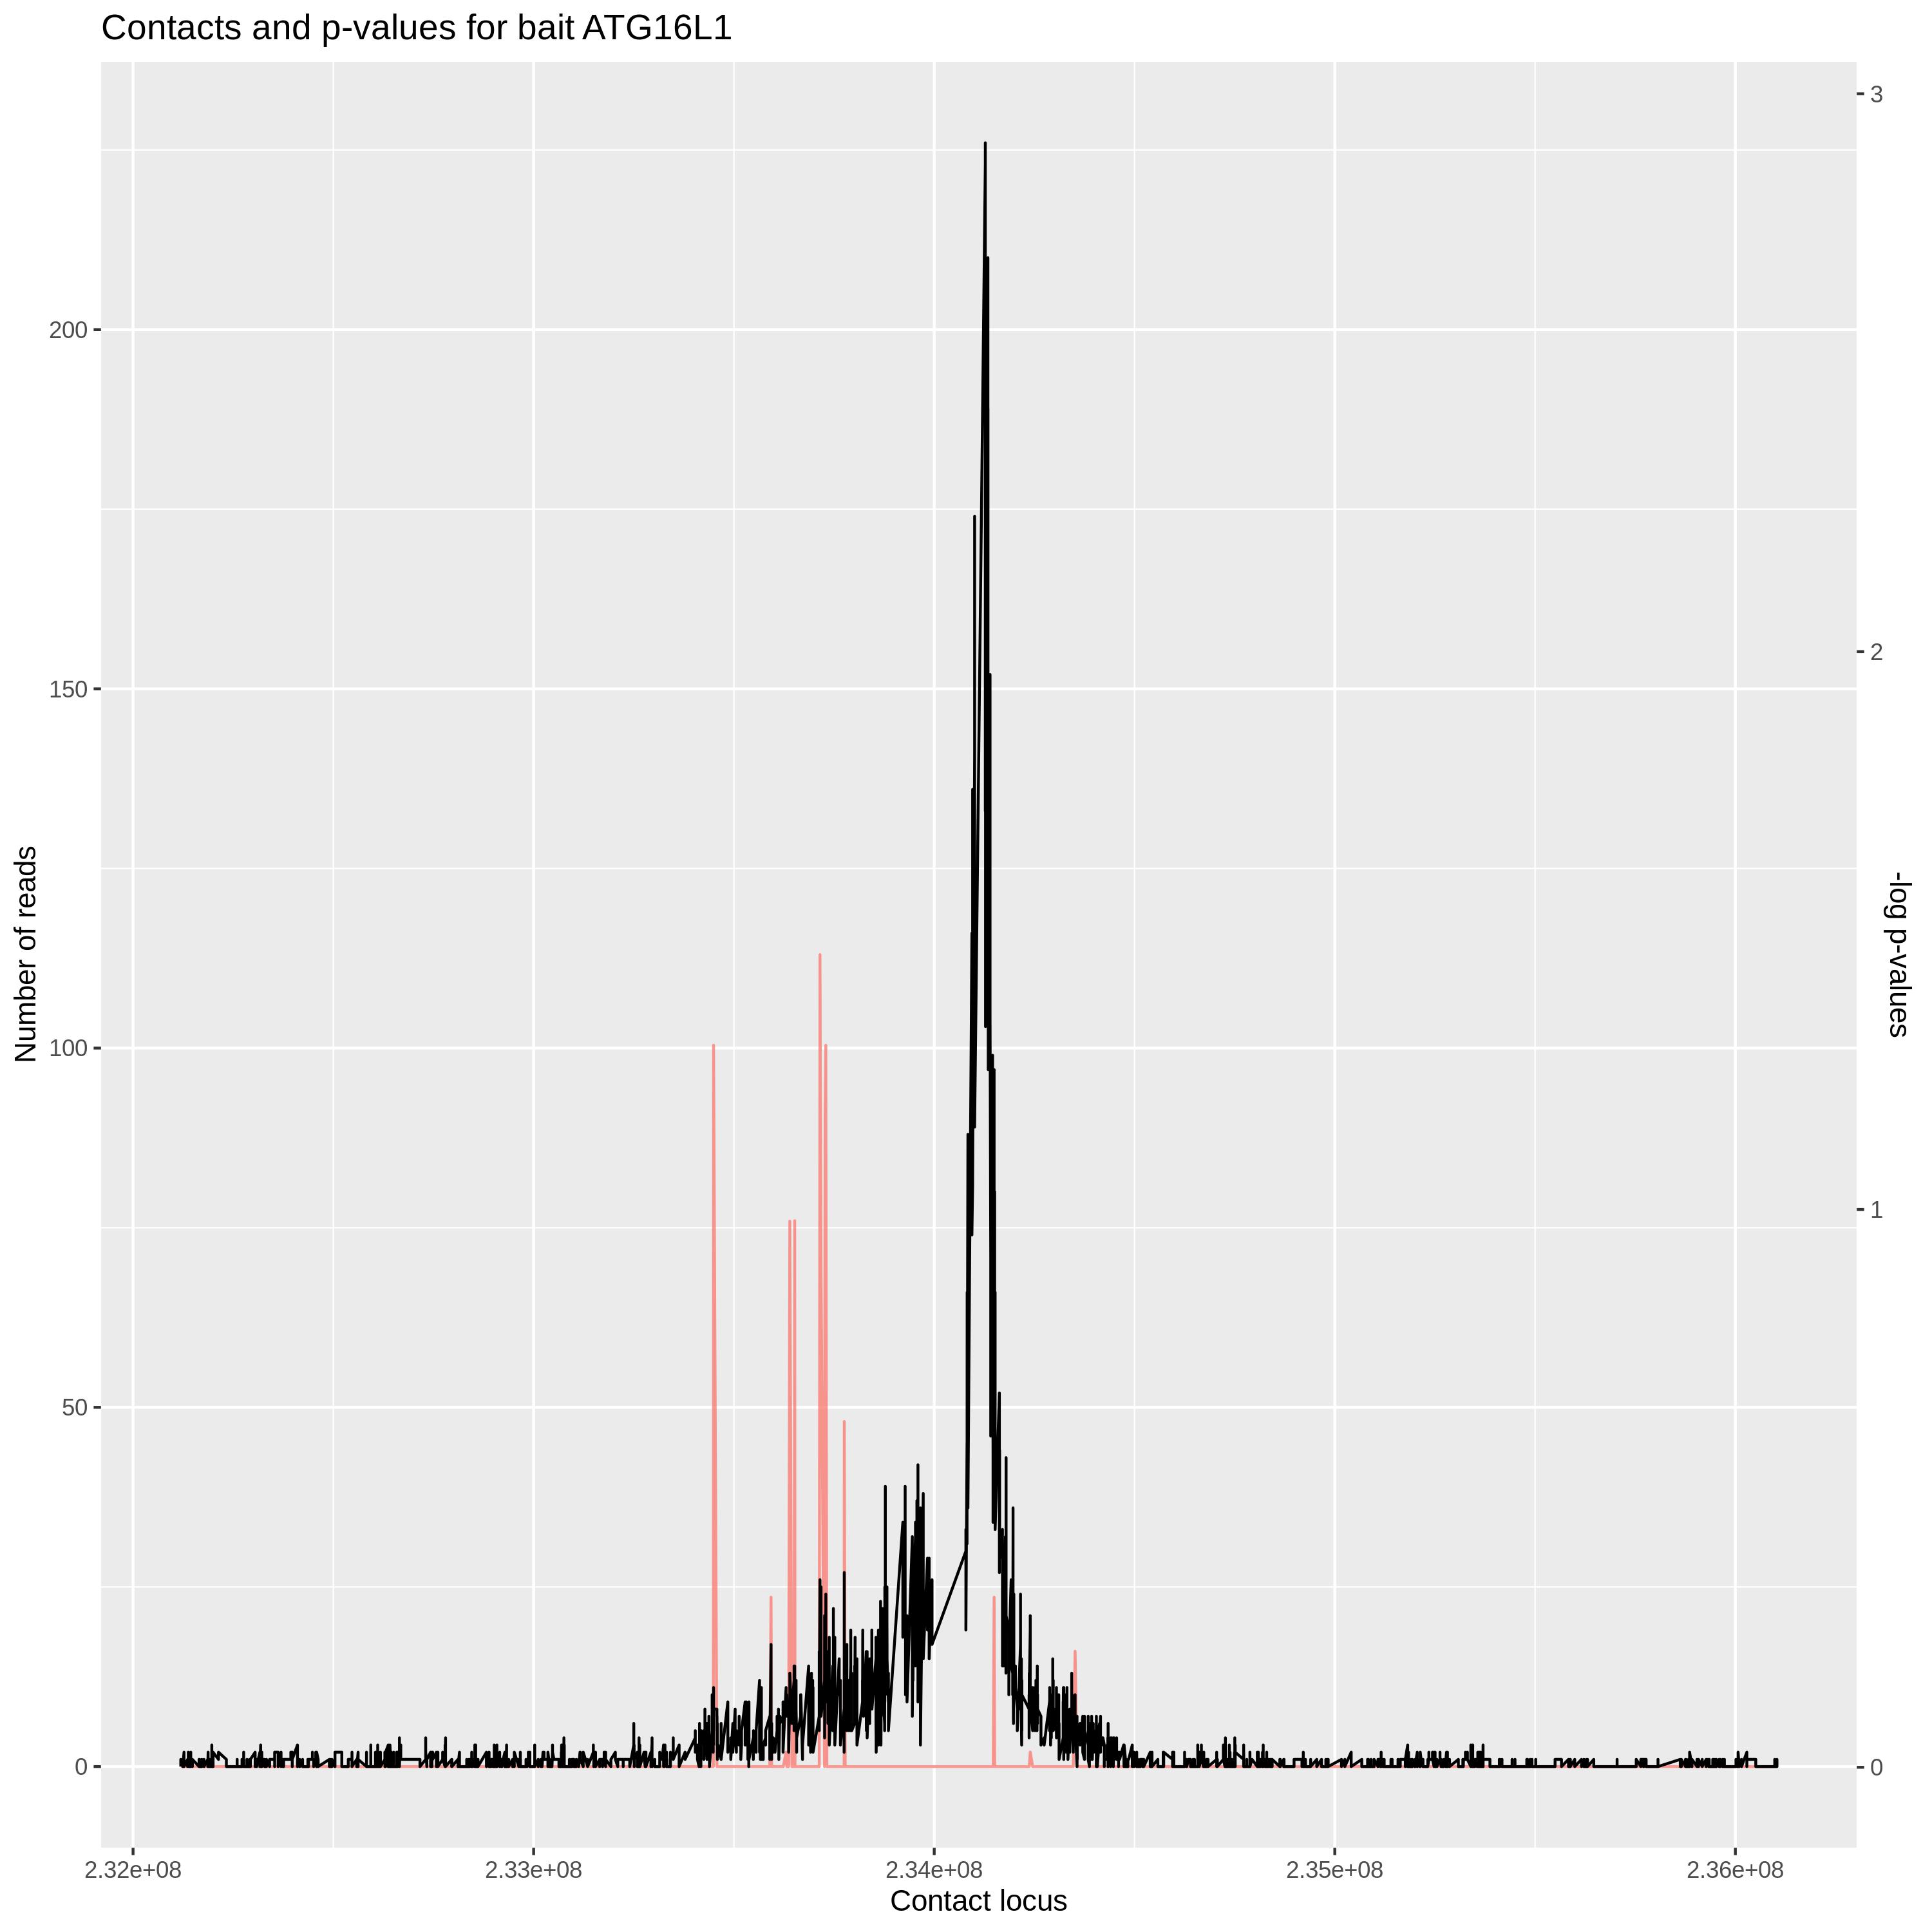 Contacts and p-values for bait ATG16L1
Number of reads
200
150
100
50
0
3
2
1
0
-log p-values
2.32e+08
2.33e+08
2.34e+08
2.35e+08
2.36e+08
Contact locus